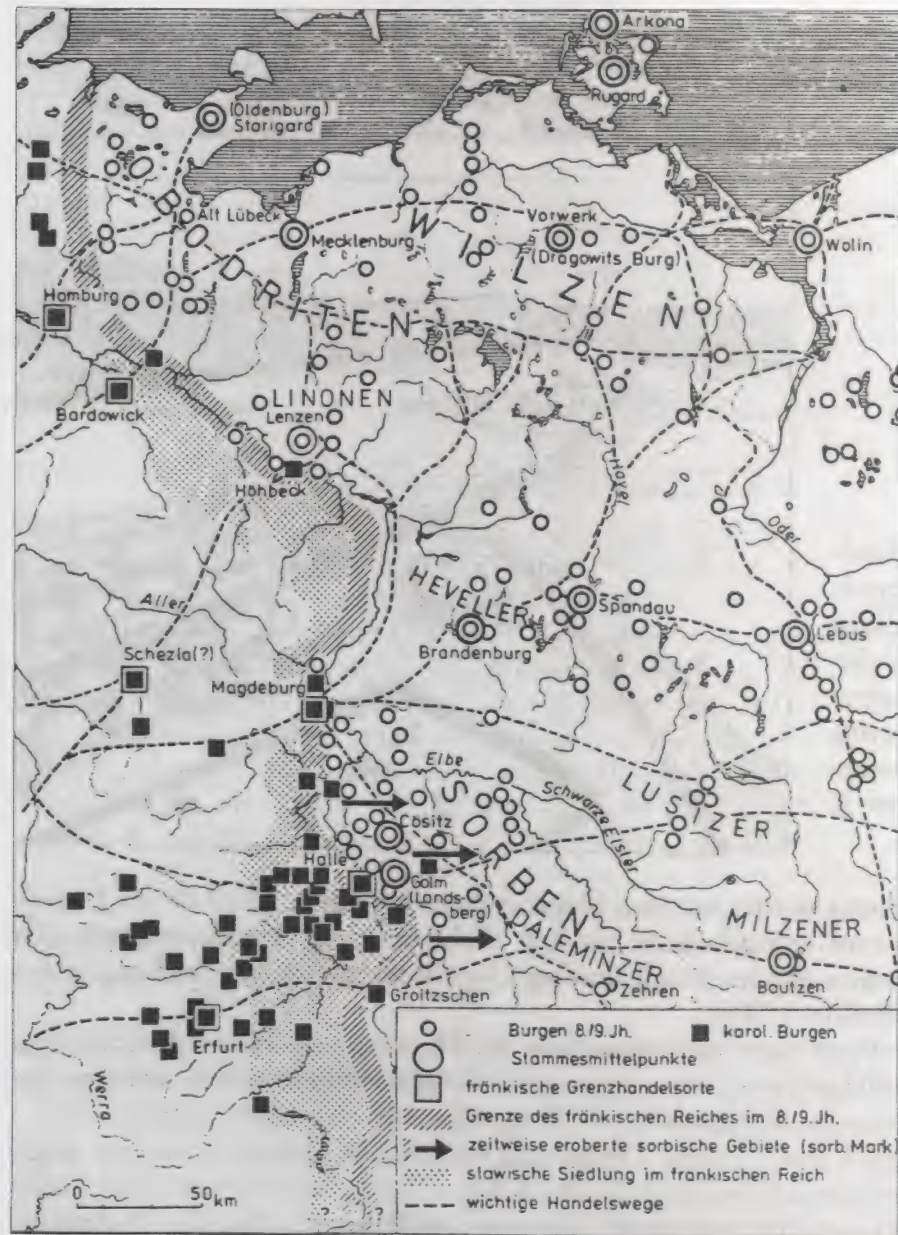 Arkona
Rugard
(Oldenburg)
Starigard
Alt Lübeck
Mecklenburg
Vorwerk
(Dragowits Burg)
Wolin
WILZEN
OBODRITEN
Hamburg
Bardowick
LINONEN
Lenzen
Höhbeck
Havel
Oder
HEVELLER
Spandau
Brandenburg
Lebus
Aller
Schezla(?)
Magdeburg
Elbe
Schwarze Elster
LUSIZER
SORBEN
Cösitz
Halle
Golm
(Lands-
berg)
DALEMINZER
MILZENER
Bautzen
Zehren
Groitzschen
Erfurt
Werra
Burgen 8./9. Jh.
karol. Burgen
Stammesmittelpunkte
fränkische Grenzhandelsorte
Grenze des fränkischen Reiches im 8./9. Jh.
zeitweise eroberte sorbische Gebiete (sorb. Mark)
slawische Siedlung im fränkischen Reich
wichtige Handelswege
0 50
km
? ?